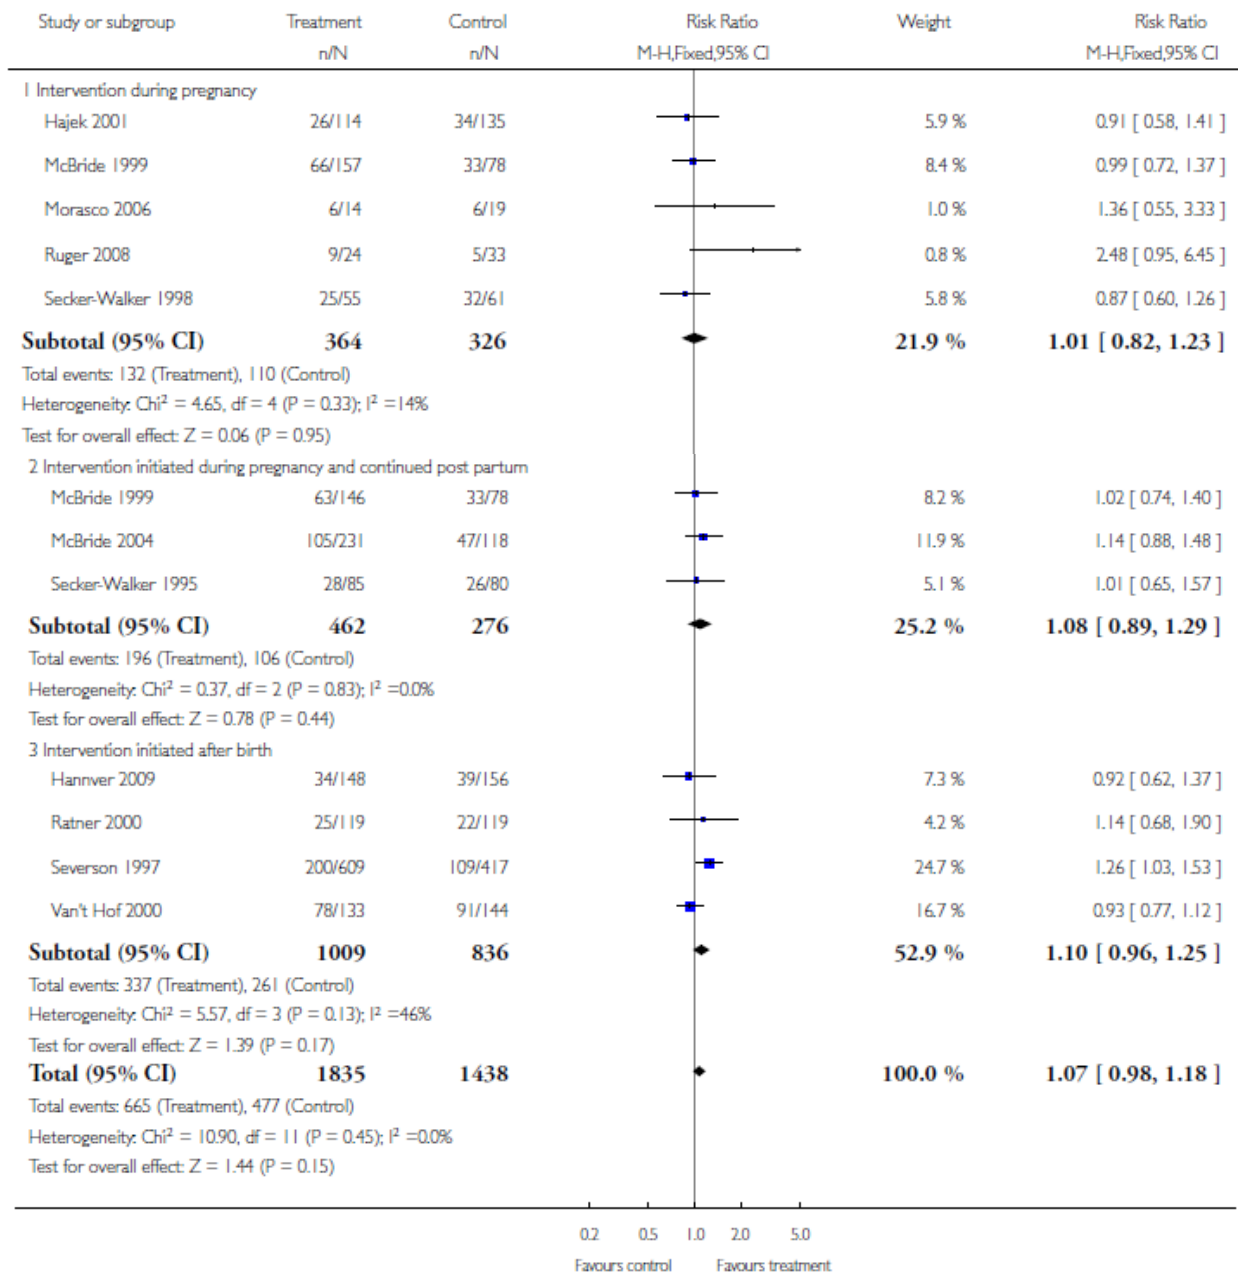 Study or subgroup Treatment Control Risk Ratio Weight Risk Ratio
n/N n/N M-H,Fixed,95% CI M-H,Fixed,95% CI
1 Intervention during pregnancy
Hajek 2001 26/114 34/135 5.9 % 0.91 [ 0.58, 1.41 ]
McBride 1999 66/157 33/78 8.4 % 0.99 [ 0.72, 1.37 ]
Morasco 2006 6/14 6/19 1.0 % 1.36 [ 0.55, 3.33 ]
Ruger 2008 9/24 5/33 0.8 % 2.48 [ 0.95, 6.45 ]
Secker-Walker 1998 25/55 32/61 5.8 % 0.87 [ 0.60, 1.26 ]
Subtotal (95% CI) 364 326 21.9 % 1.01 [ 0.82, 1.23 ]
Total events: 132 (Treatment), 110 (Control)
Heterogeneity: Chi² = 4.65, df = 4 (P = 0.33); I² =14%
Test for overall effect: Z = 0.06 (P = 0.95)
2 Intervention initiated during pregnancy and continued post partum
McBride 1999 63/146 33/78 8.2 % 1.02 [ 0.74, 1.40 ]
McBride 2004 105/231 47/118 11.9 % 1.14 [ 0.88, 1.48 ]
Secker-Walker 1995 28/85 26/80 5.1 % 1.01 [ 0.65, 1.57 ]
Subtotal (95% CI) 462 276 25.2 % 1.08 [ 0.89, 1.29 ]
Total events: 196 (Treatment), 106 (Control)
Heterogeneity: Chi² = 0.37, df = 2 (P = 0.83); I² =0.0%
Test for overall effect: Z = 0.78 (P = 0.44)
3 Intervention initiated after birth
Hannver 2009 34/148 39/156 7.3 % 0.92 [ 0.62, 1.37 ]
Ratner 2000 25/119 22/119 4.2 % 1.14 [ 0.68, 1.90 ]
Severson 1997 200/609 109/417 24.7 % 1.26 [ 1.03, 1.53 ]
Van't Hof 2000 78/133 91/144 16.7 % 0.93 [ 0.77, 1.12 ]
Subtotal (95% CI) 1009 836 52.9 % 1.10 [ 0.96, 1.25 ]
Total events: 337 (Treatment), 261 (Control)
Heterogeneity: Chi² = 5.57, df = 3 (P = 0.13); I² =46%
Test for overall effect: Z = 1.39 (P = 0.17)
Total (95% CI) 1835 1438 100.0 % 1.07 [ 0.98, 1.18 ]
Total events: 665 (Treatment), 477 (Control)
Heterogeneity: Chi² = 10.90, df = 11 (P = 0.45); I² =0.0%
Test for overall effect: Z = 1.44 (P = 0.15)
0.2 0.5 1.0 2.0 5.0
Favours control Favours treatment